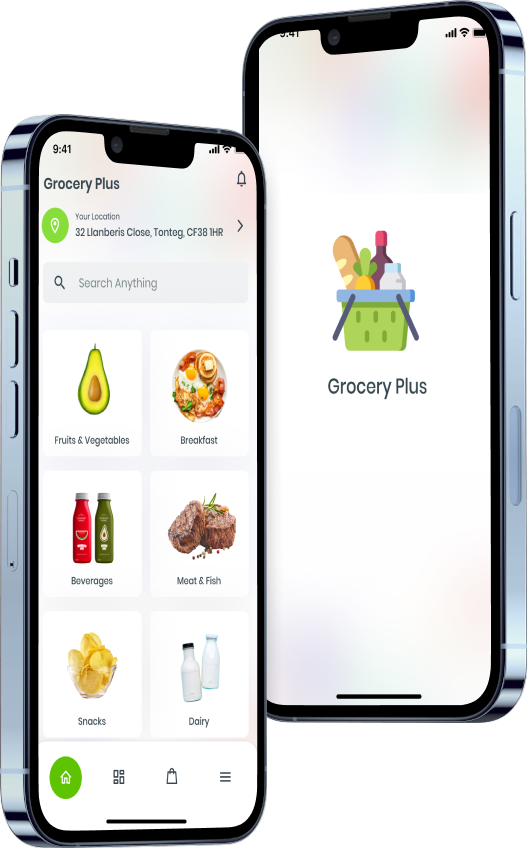 9:41
Grocery Plus
Your Location
32 Llanberis Close, Tonteg, CF38 1HR
Search Anything
Fruits & Vegetables
Breakfast
Beverages
Meat & Fish
Snacks
Dairy
9:41
Grocery Plus